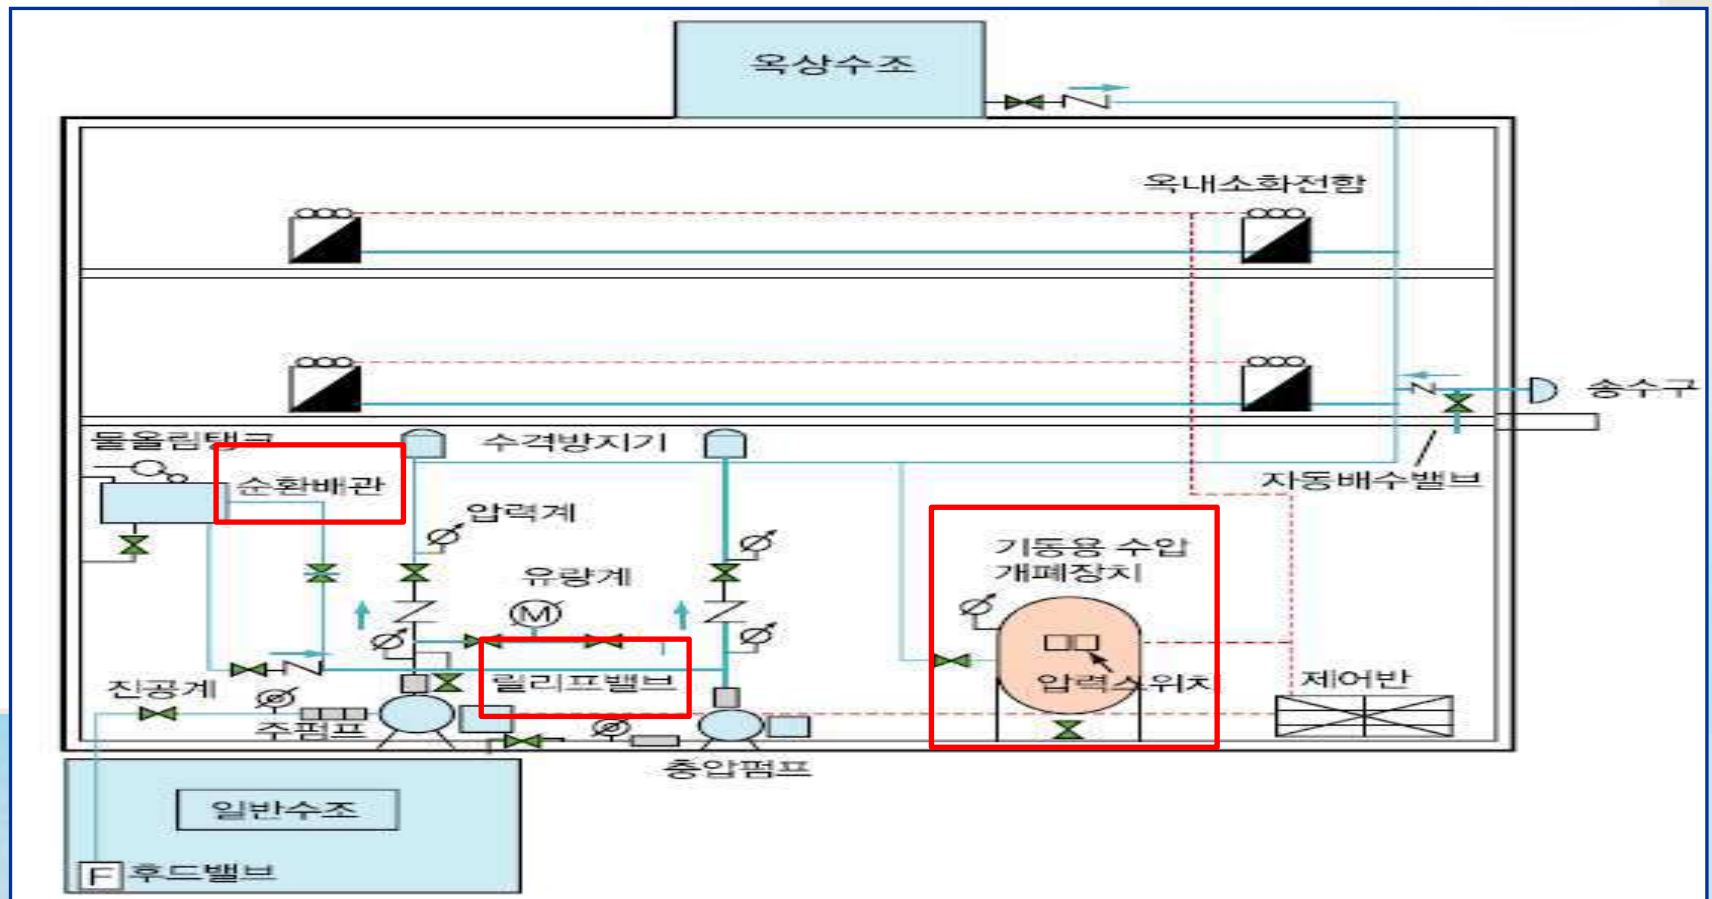 옥상수조
옥내소화전함
송수구
물올림탱크
수격방지기
순환배관
자동배수밸브
압력계
기동용 수압
개폐장치
유량계
M
릴리프밸브
압력스위치
제어반
진공계
주펌프
충압펌프
일반수조
F 후드밸브